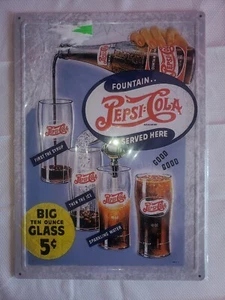 FOUNTAIN..
PEPSI-COLA
SERVED HERE
FIRST THE SYRUP
THEN THE ICE
SPARKLING WATER
GOOD
GOOD
BIG
TEN OUNCE
GLASS
5¢